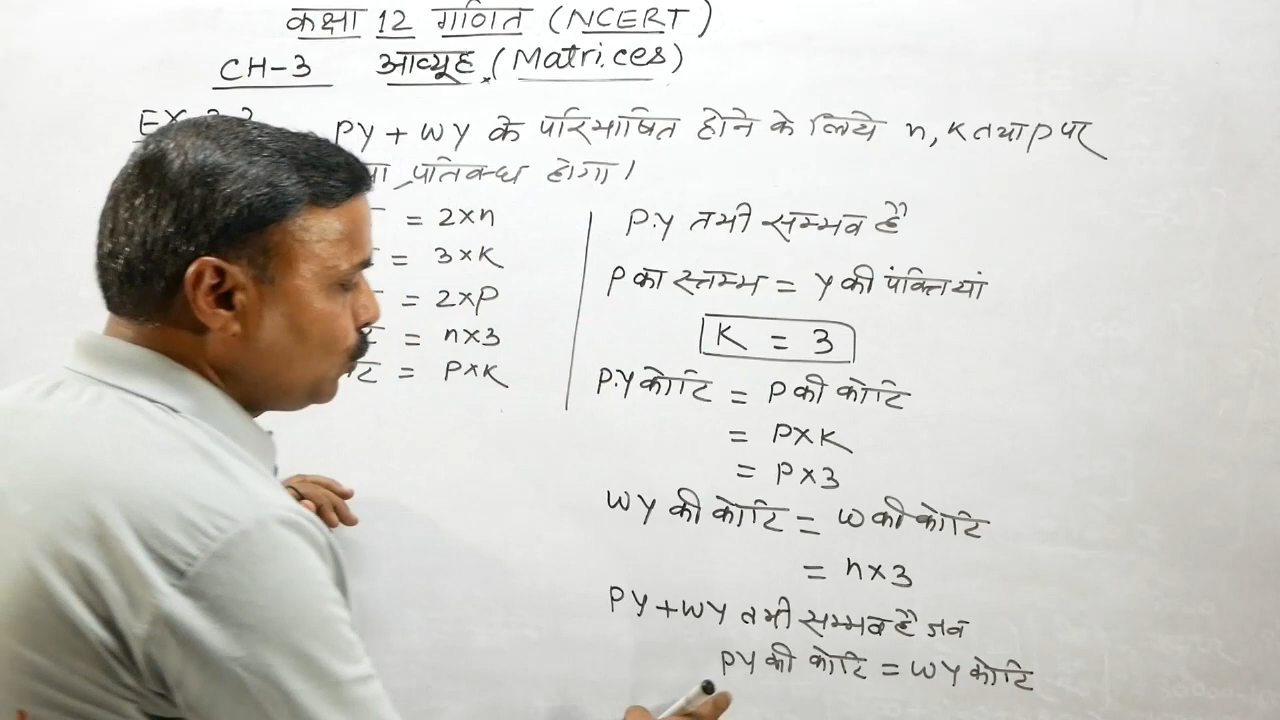 कक्षा 12 गणित (NCERT)
CH-3 आव्यूह (Matrices)
PY + WY के परिभाषित होने के लिये n, K तथा P पर
प्रतिबन्ध होगा।
= 2×n
= 3×K
= 2×P
= n×3
= P×K
P.Y तभी सम्भव है
P का स्तम्भ = Y की पंक्तियां
K = 3
P.Y कोटि = P की कोटि
= P×K
= P×3
WY की कोटि = W की कोटि
= n×3
PY+WY तभी सम्भव है जब
PY की कोटि = WY कोटि